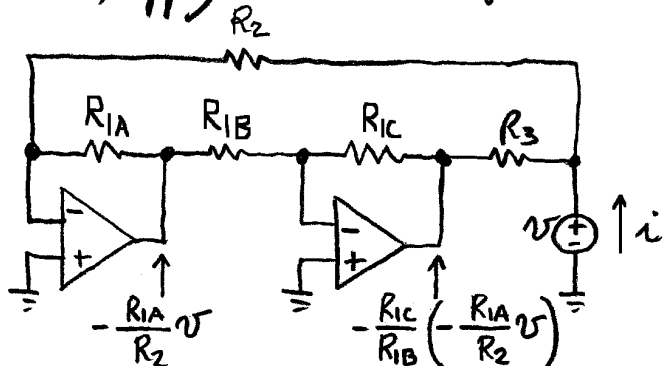 R2
R1A R1B R1C R3
- +
- +
v + - i
- R1A/R2 v
- R1C/R1B (- R1A/R2 v)